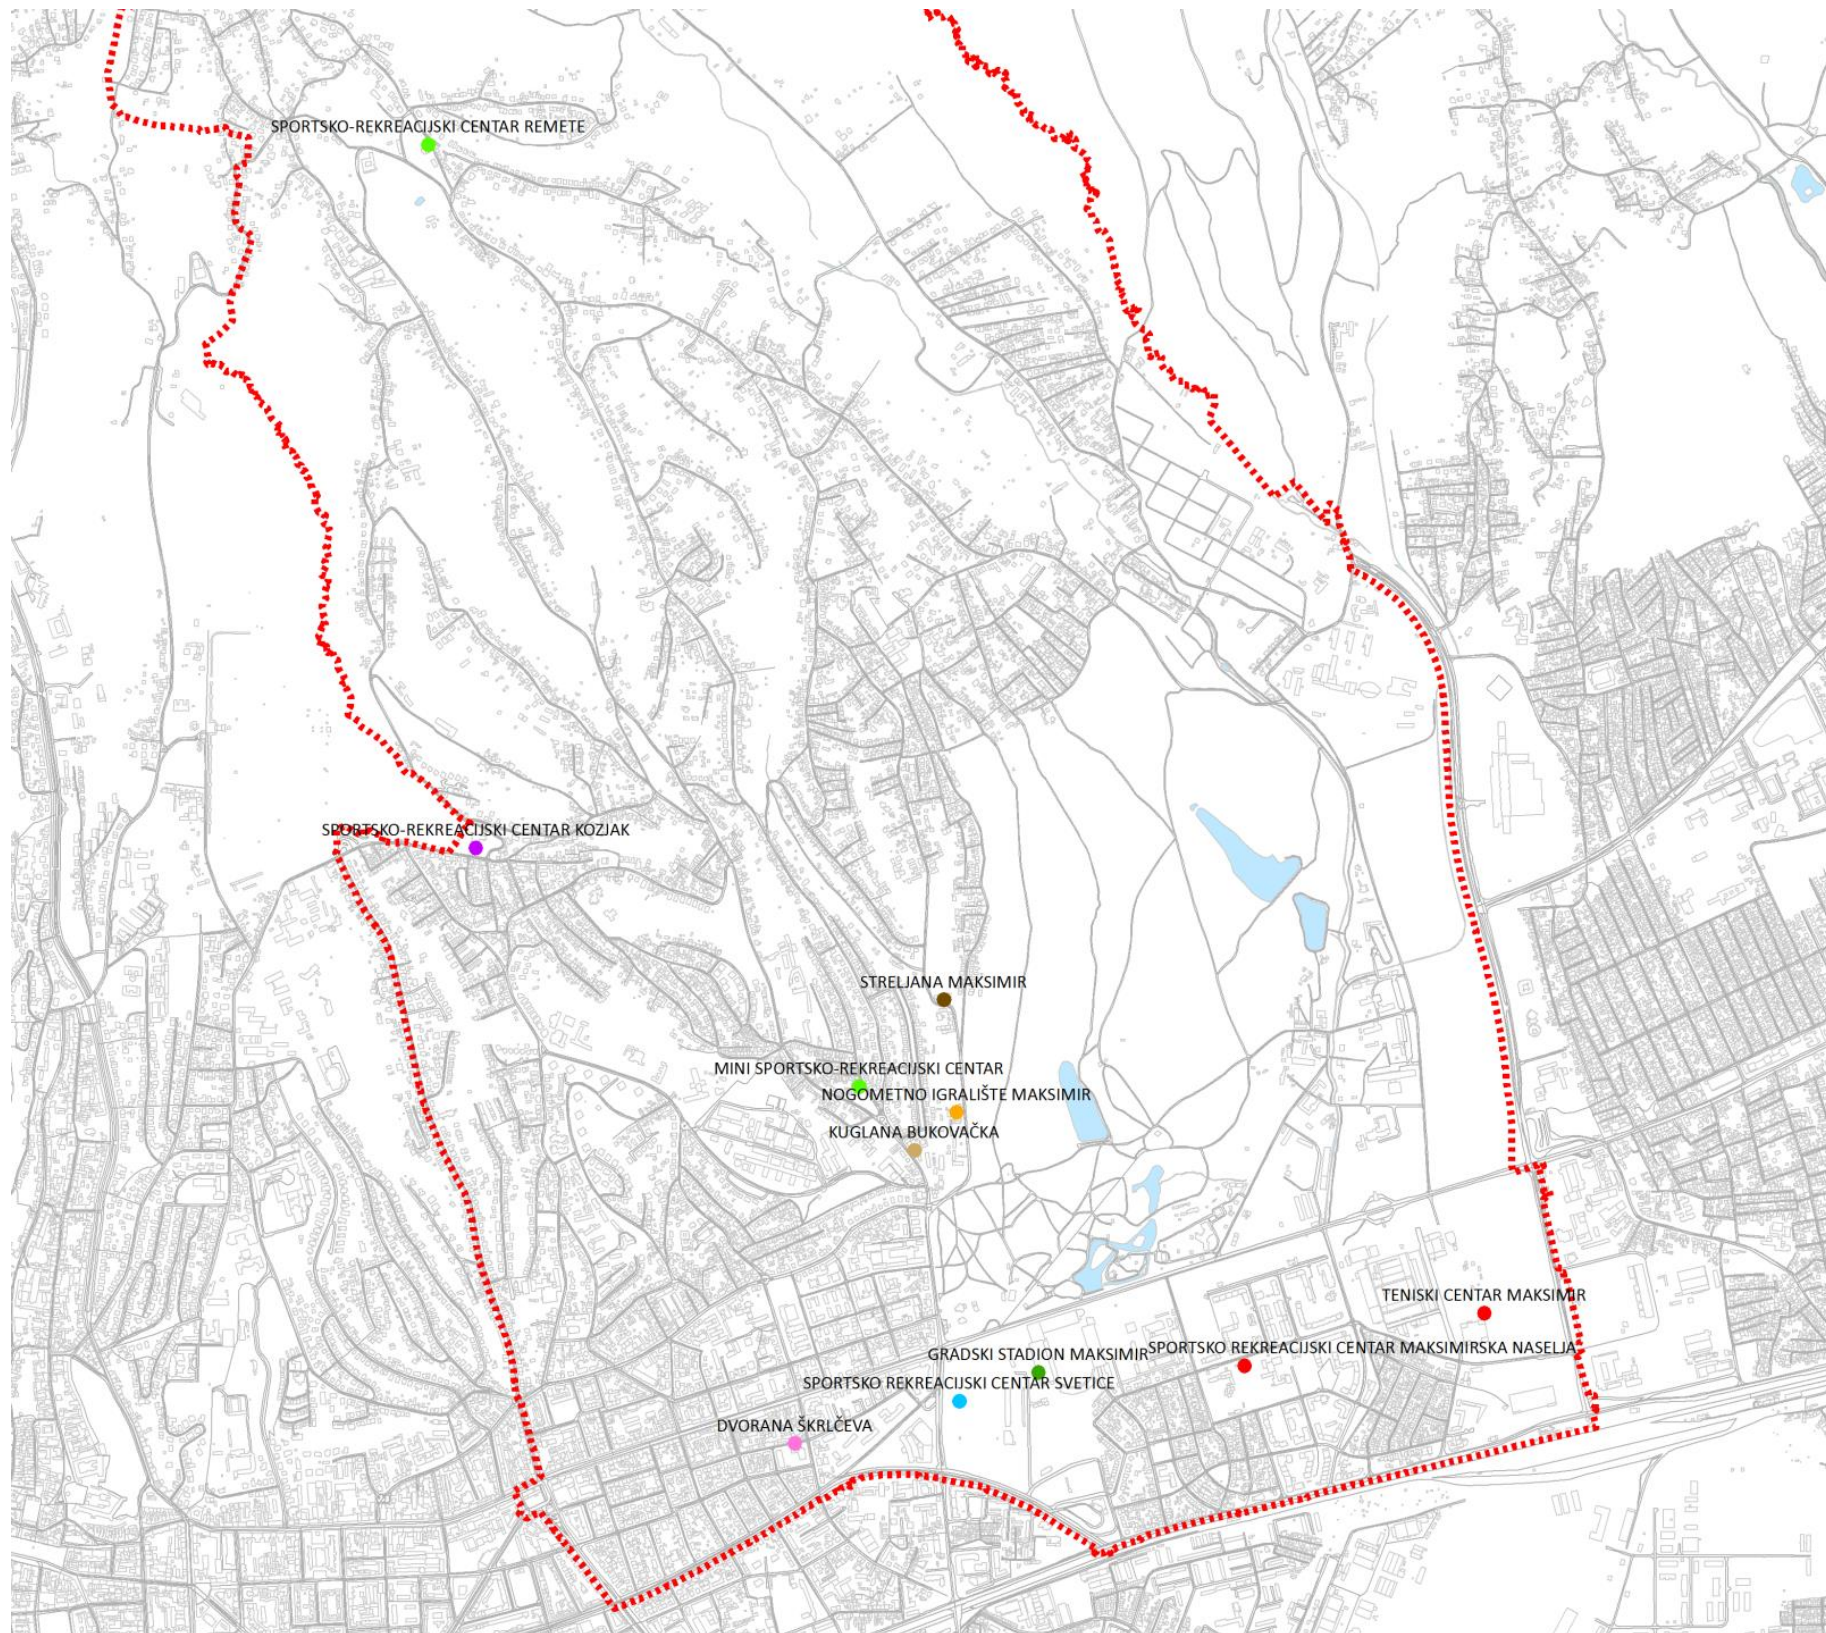 SPORTSKO-REKREACIJSKI CENTAR REMETE
SPORTSKO-REKREACIJSKI CENTAR KOZJAK
STRELJANA MAKSIMIR
MINI SPORTSKO-REKREACIJSKI CENTAR
NOGOMETNO IGRALIŠTE MAKSIMIR
KUGLANA BUKOVAČKA
TENISKI CENTAR MAKSIMIR
SPORTSKO REKREACIJSKI CENTAR MAKSIMIRSKA NASELJA
GRADSKI STADION MAKSIMIR
SPORTSKO REKREACIJSKI CENTAR SVETICE
DVORANA ŠKRLČEVA